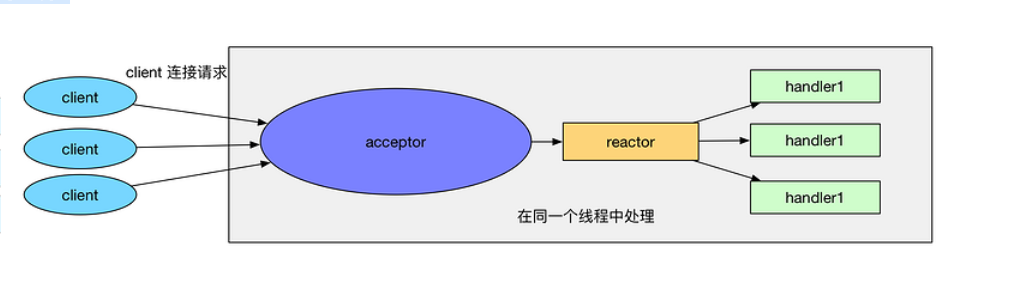 client 连接请求
client
client
client
acceptor
reactor
handler1
handler1
handler1
在同一个线程中处理